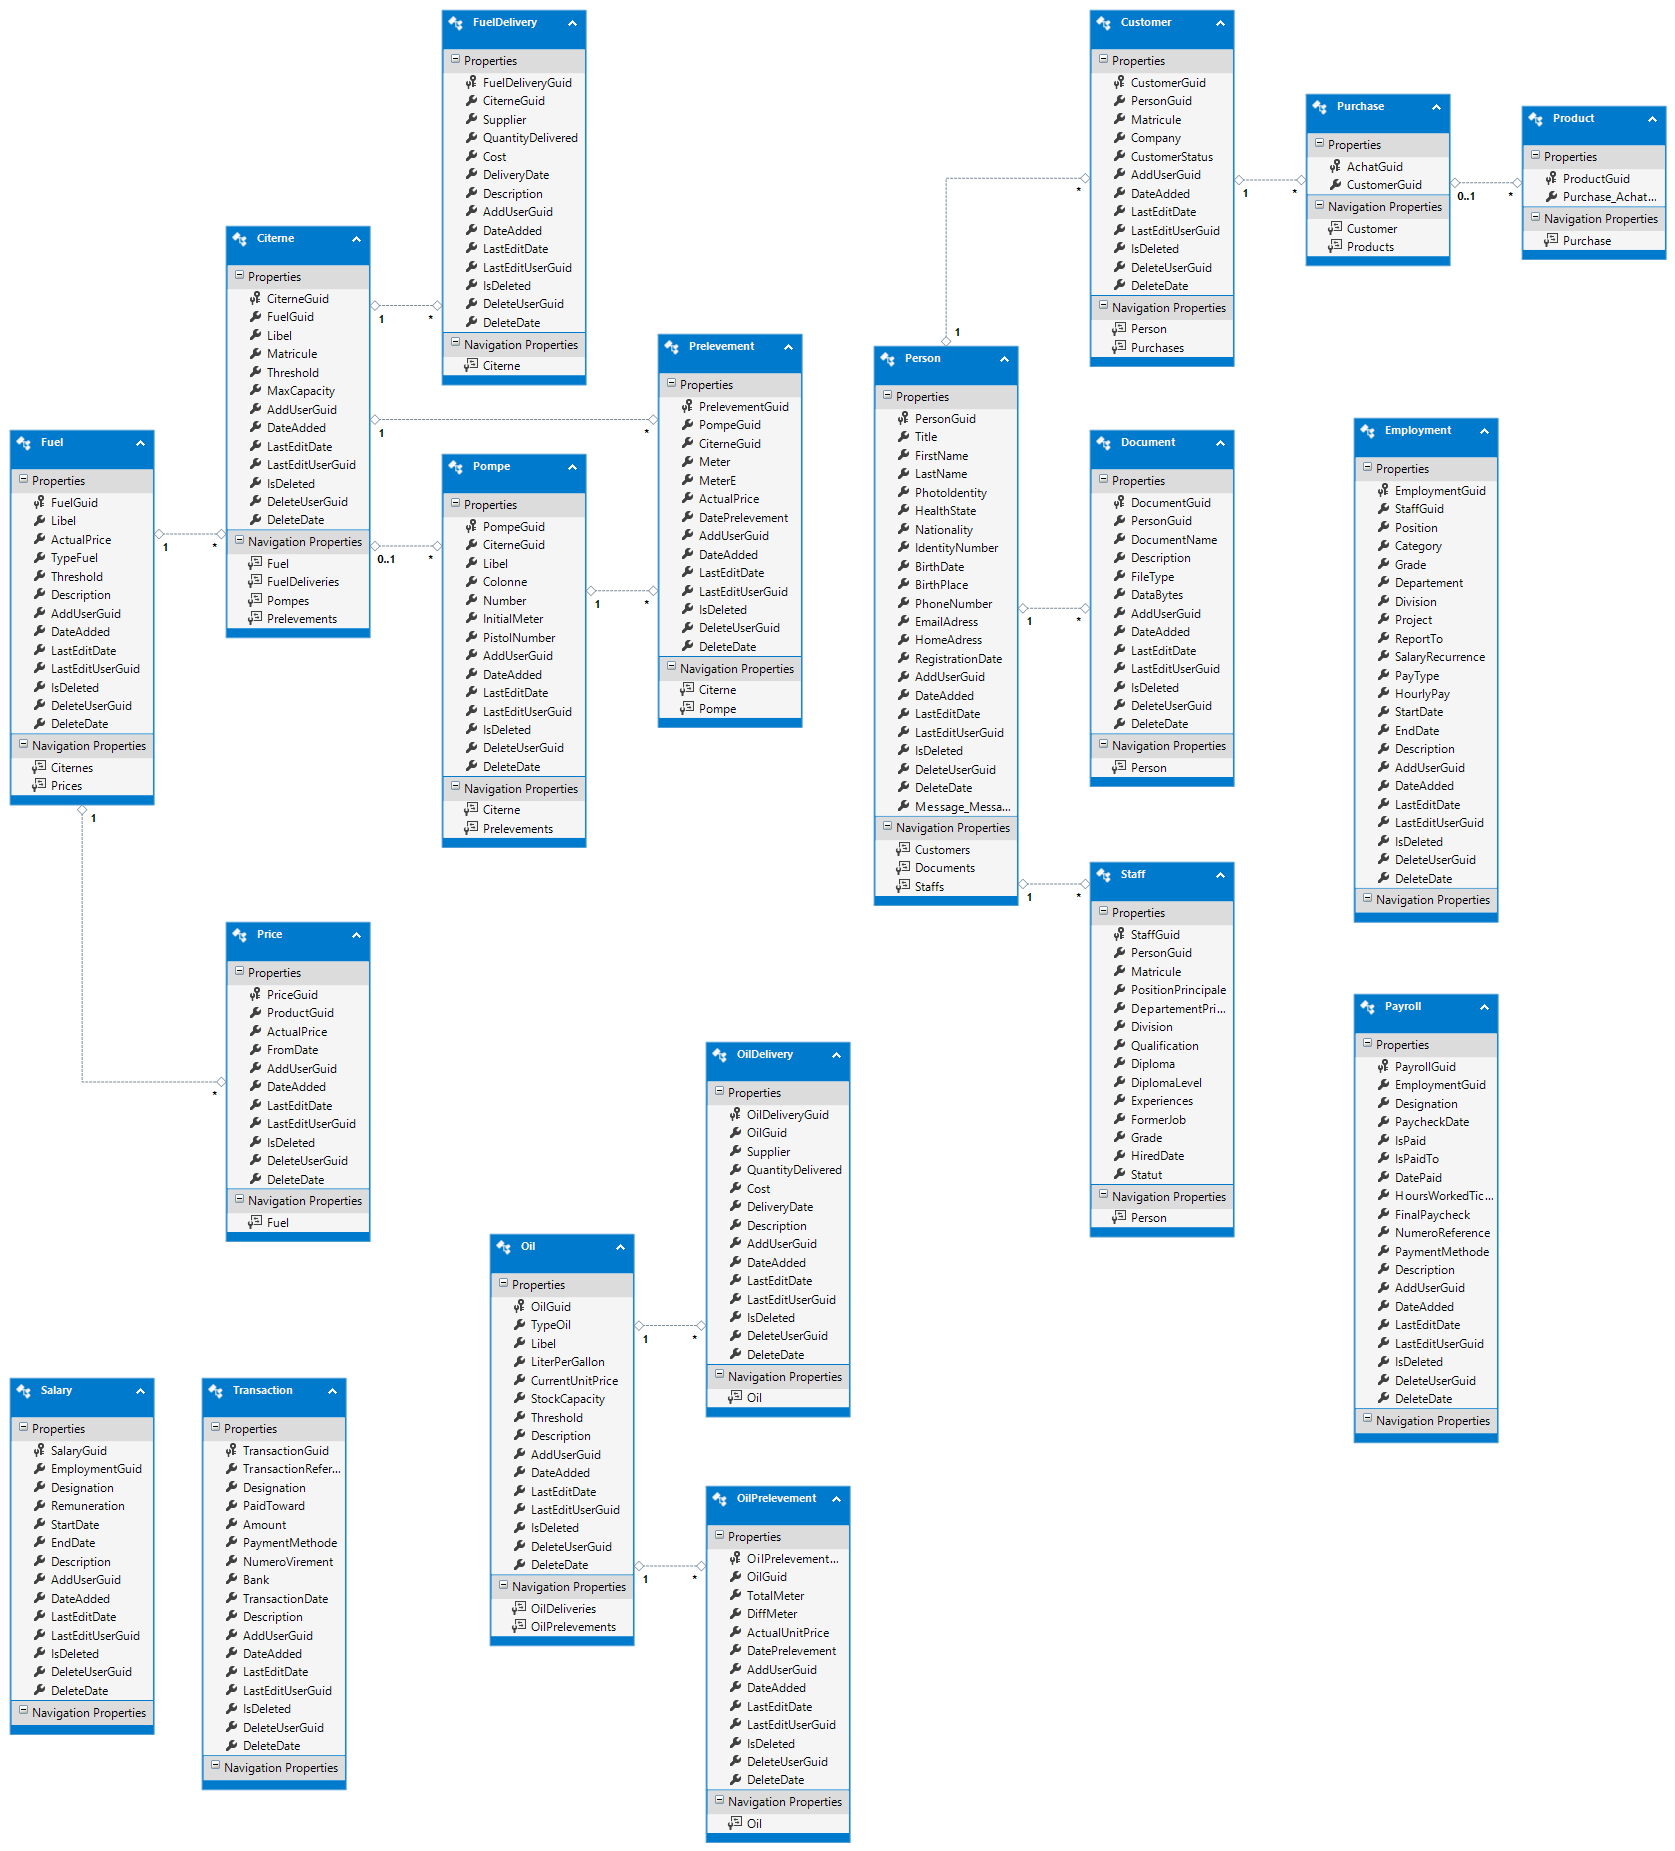 FuelDelivery
Properties
FuelDeliveryGuid
CiterneGuid
Supplier
QuantityDelivered
Cost
DeliveryDate
Description
AddUserGuid
DateAdded
LastEditDate
LastEditUserGuid
IsDeleted
DeleteUserGuid
DeleteDate
Navigation Properties
Citerne
Customer
Properties
CustomerGuid
PersonGuid
Matricule
Company
CustomerStatus
AddUserGuid
DateAdded
LastEditDate
LastEditUserGuid
IsDeleted
DeleteUserGuid
DeleteDate
Navigation Properties
Person
Purchases
1
*
Purchase
Properties
AchatGuid
CustomerGuid
Navigation Properties
Customer
Products
0..1
*
Product
Properties
ProductGuid
Purchase_Achat...
Navigation Properties
Purchase
Citerne
Properties
CiterneGuid
FuelGuid
Libel
Matricule
Threshold
MaxCapacity
AddUserGuid
DateAdded
LastEditDate
LastEditUserGuid
IsDeleted
DeleteUserGuid
DeleteDate
Navigation Properties
Fuel
FuelDeliveries
Pompes
Prelevements
1
*
1
*
0..1
*
Prelevement
Properties
PrelevementGuid
PompeGuid
CiterneGuid
Meter
MeterE
ActualPrice
DatePrelevement
AddUserGuid
DateAdded
LastEditDate
LastEditUserGuid
IsDeleted
DeleteUserGuid
DeleteDate
Navigation Properties
Citerne
Pompe
*
1
Person
Properties
PersonGuid
Title
FirstName
LastName
PhotoIdentity
HealthState
Nationality
IdentityNumber
BirthDate
BirthPlace
PhoneNumber
EmailAdress
HomeAdress
RegistrationDate
AddUserGuid
DateAdded
LastEditDate
LastEditUserGuid
IsDeleted
DeleteUserGuid
DeleteDate
Message_Messa...
Navigation Properties
Customers
Documents
Staffs
1
*
1
*
Document
Properties
DocumentGuid
PersonGuid
DocumentName
Description
FileType
DataBytes
AddUserGuid
DateAdded
LastEditDate
LastEditUserGuid
IsDeleted
DeleteUserGuid
DeleteDate
Navigation Properties
Person
Employment
Properties
EmploymentGuid
StaffGuid
Position
Category
Grade
Departement
Division
Project
ReportTo
SalaryRecurrence
PayType
HourlyPay
StartDate
EndDate
Description
AddUserGuid
DateAdded
LastEditDate
LastEditUserGuid
IsDeleted
DeleteUserGuid
DeleteDate
Navigation Properties
Fuel
Properties
FuelGuid
Libel
ActualPrice
TypeFuel
Threshold
Description
AddUserGuid
DateAdded
LastEditDate
LastEditUserGuid
IsDeleted
DeleteUserGuid
DeleteDate
Navigation Properties
Citernes
Prices
1
*
1
*
Pompe
Properties
PompeGuid
CiterneGuid
Libel
Colonne
Number
InitialMeter
PistolNumber
AddUserGuid
DateAdded
LastEditDate
LastEditUserGuid
IsDeleted
DeleteUserGuid
DeleteDate
Navigation Properties
Citerne
Prelevements
1
*
Staff
Properties
StaffGuid
PersonGuid
Matricule
PositionPrincipale
DepartementPri...
Division
Qualification
Diploma
DiplomaLevel
Experiences
FormerJob
Grade
HiredDate
Statut
Navigation Properties
Person
Price
Properties
PriceGuid
ProductGuid
ActualPrice
FromDate
AddUserGuid
DateAdded
LastEditDate
LastEditUserGuid
IsDeleted
DeleteUserGuid
DeleteDate
Navigation Properties
Fuel
Payroll
Properties
PayrollGuid
EmploymentGuid
Designation
PaycheckDate
IsPaid
IsPaidTo
DatePaid
HoursWorkedTic...
FinalPaycheck
NumeroReference
PaymentMethode
Description
AddUserGuid
DateAdded
LastEditDate
LastEditUserGuid
IsDeleted
DeleteUserGuid
DeleteDate
Navigation Properties
OilDelivery
Properties
OilDeliveryGuid
OilGuid
Supplier
QuantityDelivered
Cost
DeliveryDate
Description
AddUserGuid
DateAdded
LastEditDate
LastEditUserGuid
IsDeleted
DeleteUserGuid
DeleteDate
Navigation Properties
Oil
Oil
Properties
OilGuid
TypeOil
Libel
LiterPerGallon
CurrentUnitPrice
StockCapacity
Threshold
Description
AddUserGuid
DateAdded
LastEditDate
LastEditUserGuid
IsDeleted
DeleteUserGuid
DeleteDate
Navigation Properties
OilDeliveries
OilPrelevements
1
*
1
*
Salary
Properties
SalaryGuid
EmploymentGuid
Designation
Remuneration
StartDate
EndDate
Description
AddUserGuid
DateAdded
LastEditDate
LastEditUserGuid
IsDeleted
DeleteUserGuid
DeleteDate
Navigation Properties
Transaction
Properties
TransactionGuid
TransactionRefer...
Designation
PaidToward
Amount
PaymentMethode
NumeroVirement
Bank
TransactionDate
Description
AddUserGuid
DateAdded
LastEditDate
LastEditUserGuid
IsDeleted
DeleteUserGuid
DeleteDate
Navigation Properties
OilPrelevement
Properties
OilPrelevement...
OilGuid
TotalMeter
DiffMeter
ActualUnitPrice
DatePrelevement
AddUserGuid
DateAdded
LastEditDate
LastEditUserGuid
IsDeleted
DeleteUserGuid
DeleteDate
Navigation Properties
Oil